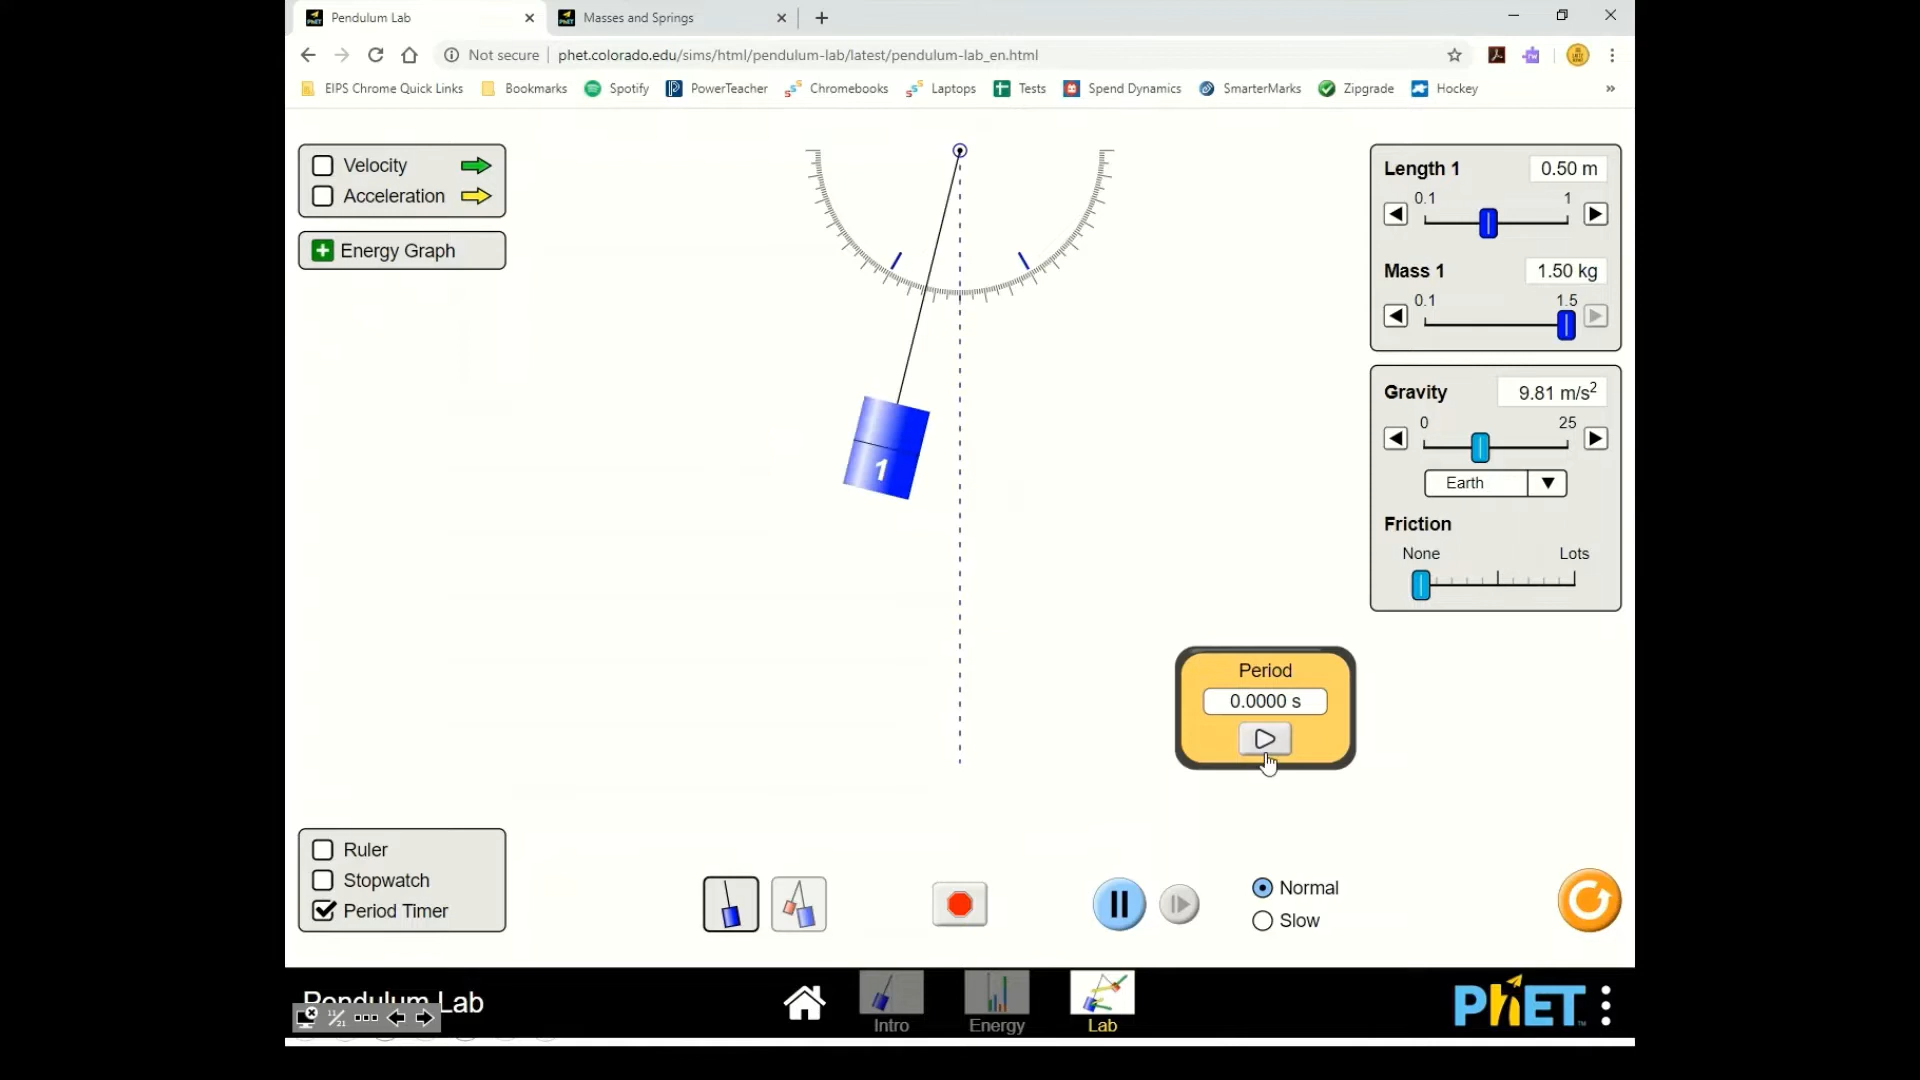 Pendulum Lab
Masses and Springs
Not secure phet.colorado.edu/sims/html/pendulum-lab/latest/pendulum-lab_en.html
EIPS Chrome Quick Links Bookmarks Spotify PowerTeacher Chromebooks Laptops Tests Spend Dynamics SmarterMarks Zipgrade Hockey »
Velocity
Acceleration
Energy Graph
1
Length 1 0.50 m
0.1 1
Mass 1 1.50 kg
0.1 1.5
Gravity 9.81 m/s²
0 25
Earth
Friction
None Lots
Period
0.0000 s
Ruler
Stopwatch
Period Timer
Normal
Slow
Pendulum Lab
11/21
Intro
Energy
Lab
PhET